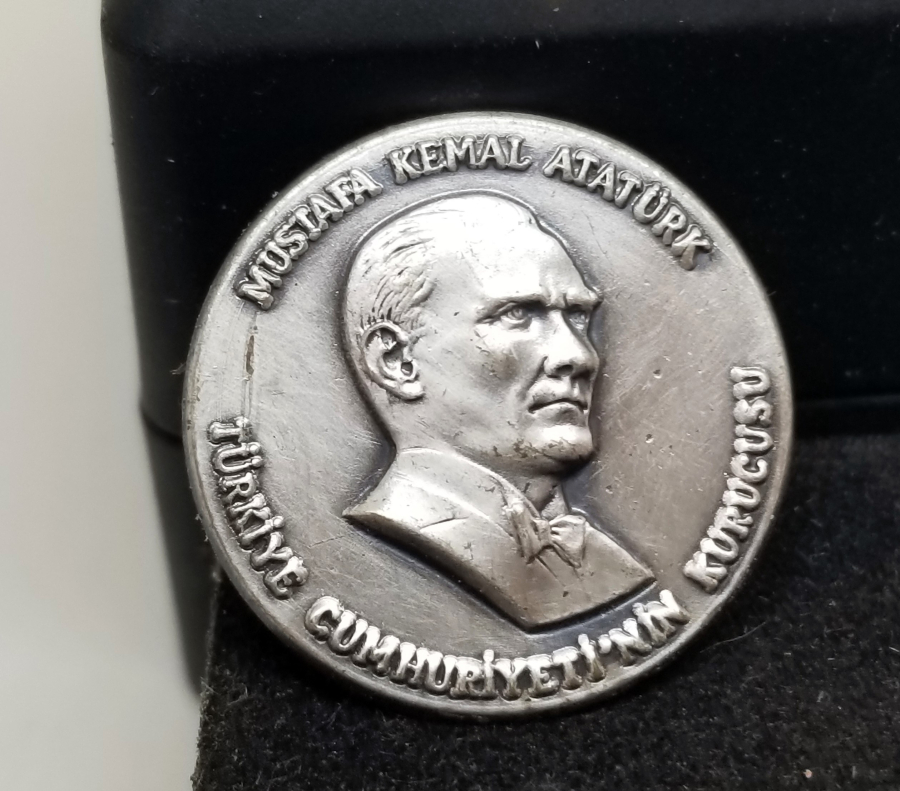 MUSTAFA KEMAL ATATÜRK
TÜRKİYE CUMHURİYETİ'NİN KURUCUSU